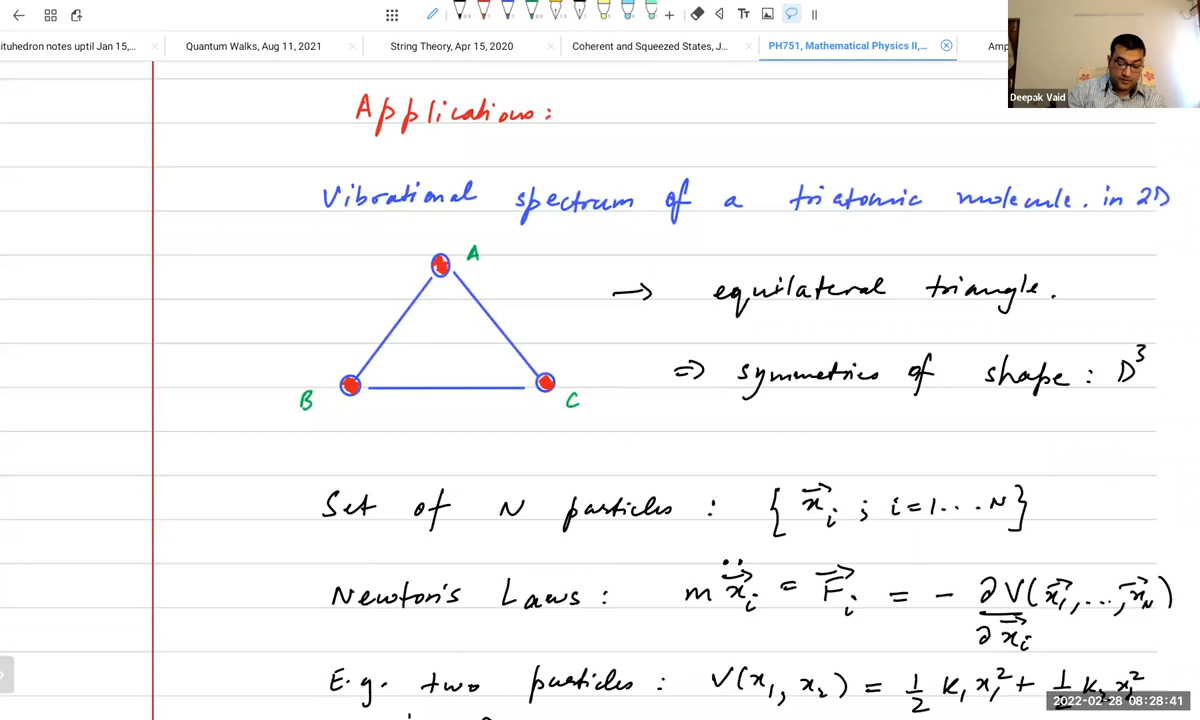 ituhedron notes uptil Jan 15,...
Quantum Walks, Aug 11, 2021
String Theory, Apr 15, 2020
Coherent and Squeezed States, J...
PH751, Mathematical Physics II,...
Amp
Deepak Vaid
Applications:
Vibrational spectrum of a triatomic molecule. in 2D
A
→ equilateral triangle.
⇒ symmetries of shape: D³
B
C
Set of N particles : { x⃗ᵢ ; i=1....N}
Newton's Laws : m ẍ⃗ᵢ = F⃗ᵢ = - ∂V(x⃗₁,...,x⃗_N) / ∂x⃗ᵢ
E.g. two particles : V(x₁, x₂) = ½ K₁x₁² + ½ K₂
2022-02-28 08:28:41